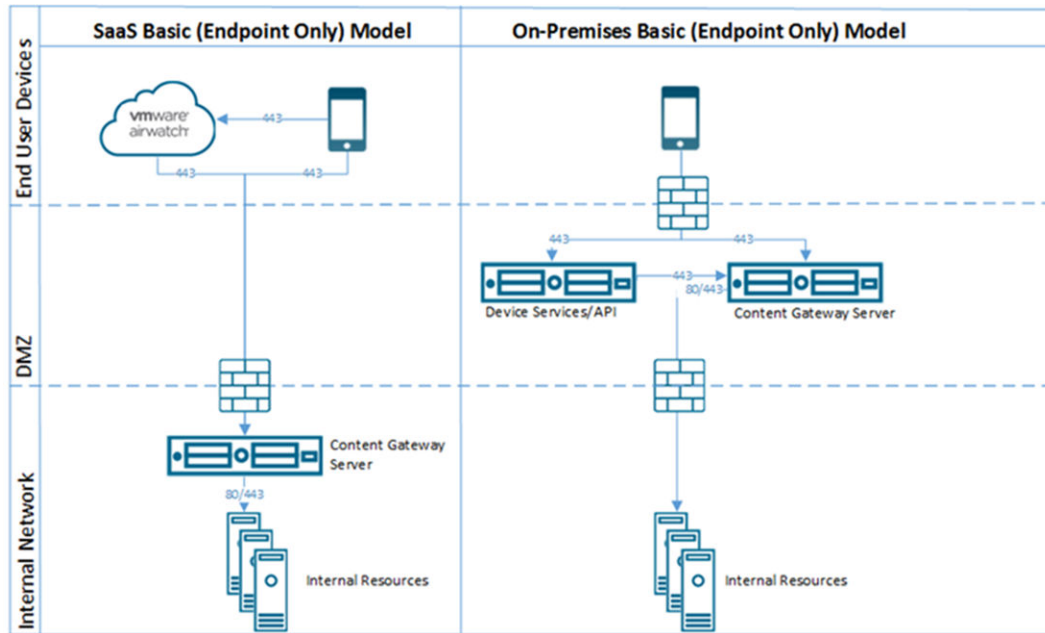 SaaS Basic (Endpoint Only) Model
On-Premises Basic (Endpoint Only) Model
End User Devices
vmware
airwatch
443
443
443
443
443
DMZ
443
80/443
Device Services/API
Content Gateway Server
Internal Network
Content Gateway
Server
80/443
Internal Resources
Internal Resources